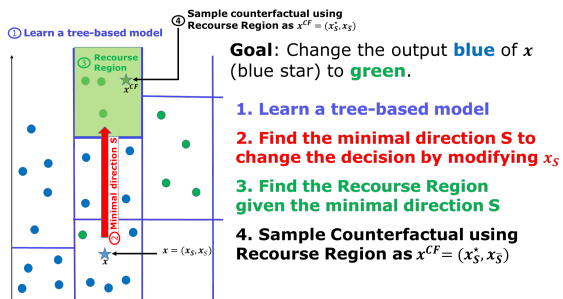 ④ Sample counterfactual using
Recourse Region as x^CF = (x*_S, x_S̄)
① Learn a tree-based model
③ Recourse
Region
x^CF
Minimal direction S
②
x
x = (x_S, x_S̄)
Goal: Change the output blue of x
(blue star) to green.
1. Learn a tree-based model
2. Find the minimal direction S to
change the decision by modifying x_S
3. Find the Recourse Region
given the minimal direction S
4. Sample Counterfactual using
Recourse Region as x^CF = (x*_S, x_S̄)